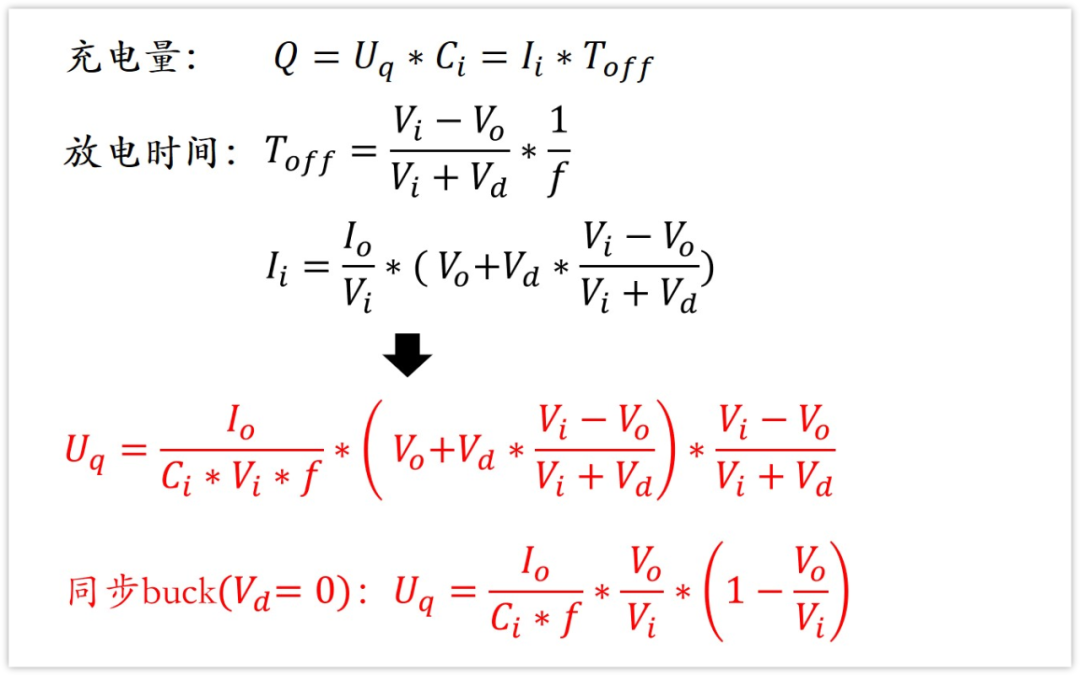 充电量: Q = U_q * C_i = I_i * T_off
放电时间: T_off = (V_i − V_o)/(V_i + V_d) * 1/f
I_i = I_o/V_i * ( V_o+V_d * (V_i − V_o)/(V_i + V_d))
U_q = I_o/(C_i * V_i * f) * ( V_o+V_d * (V_i − V_o)/(V_i + V_d)) * (V_i − V_o)/(V_i + V_d)
同步buck(V_d= 0): U_q = I_o/(C_i * f) * V_o/V_i * (1 − V_o/V_i)